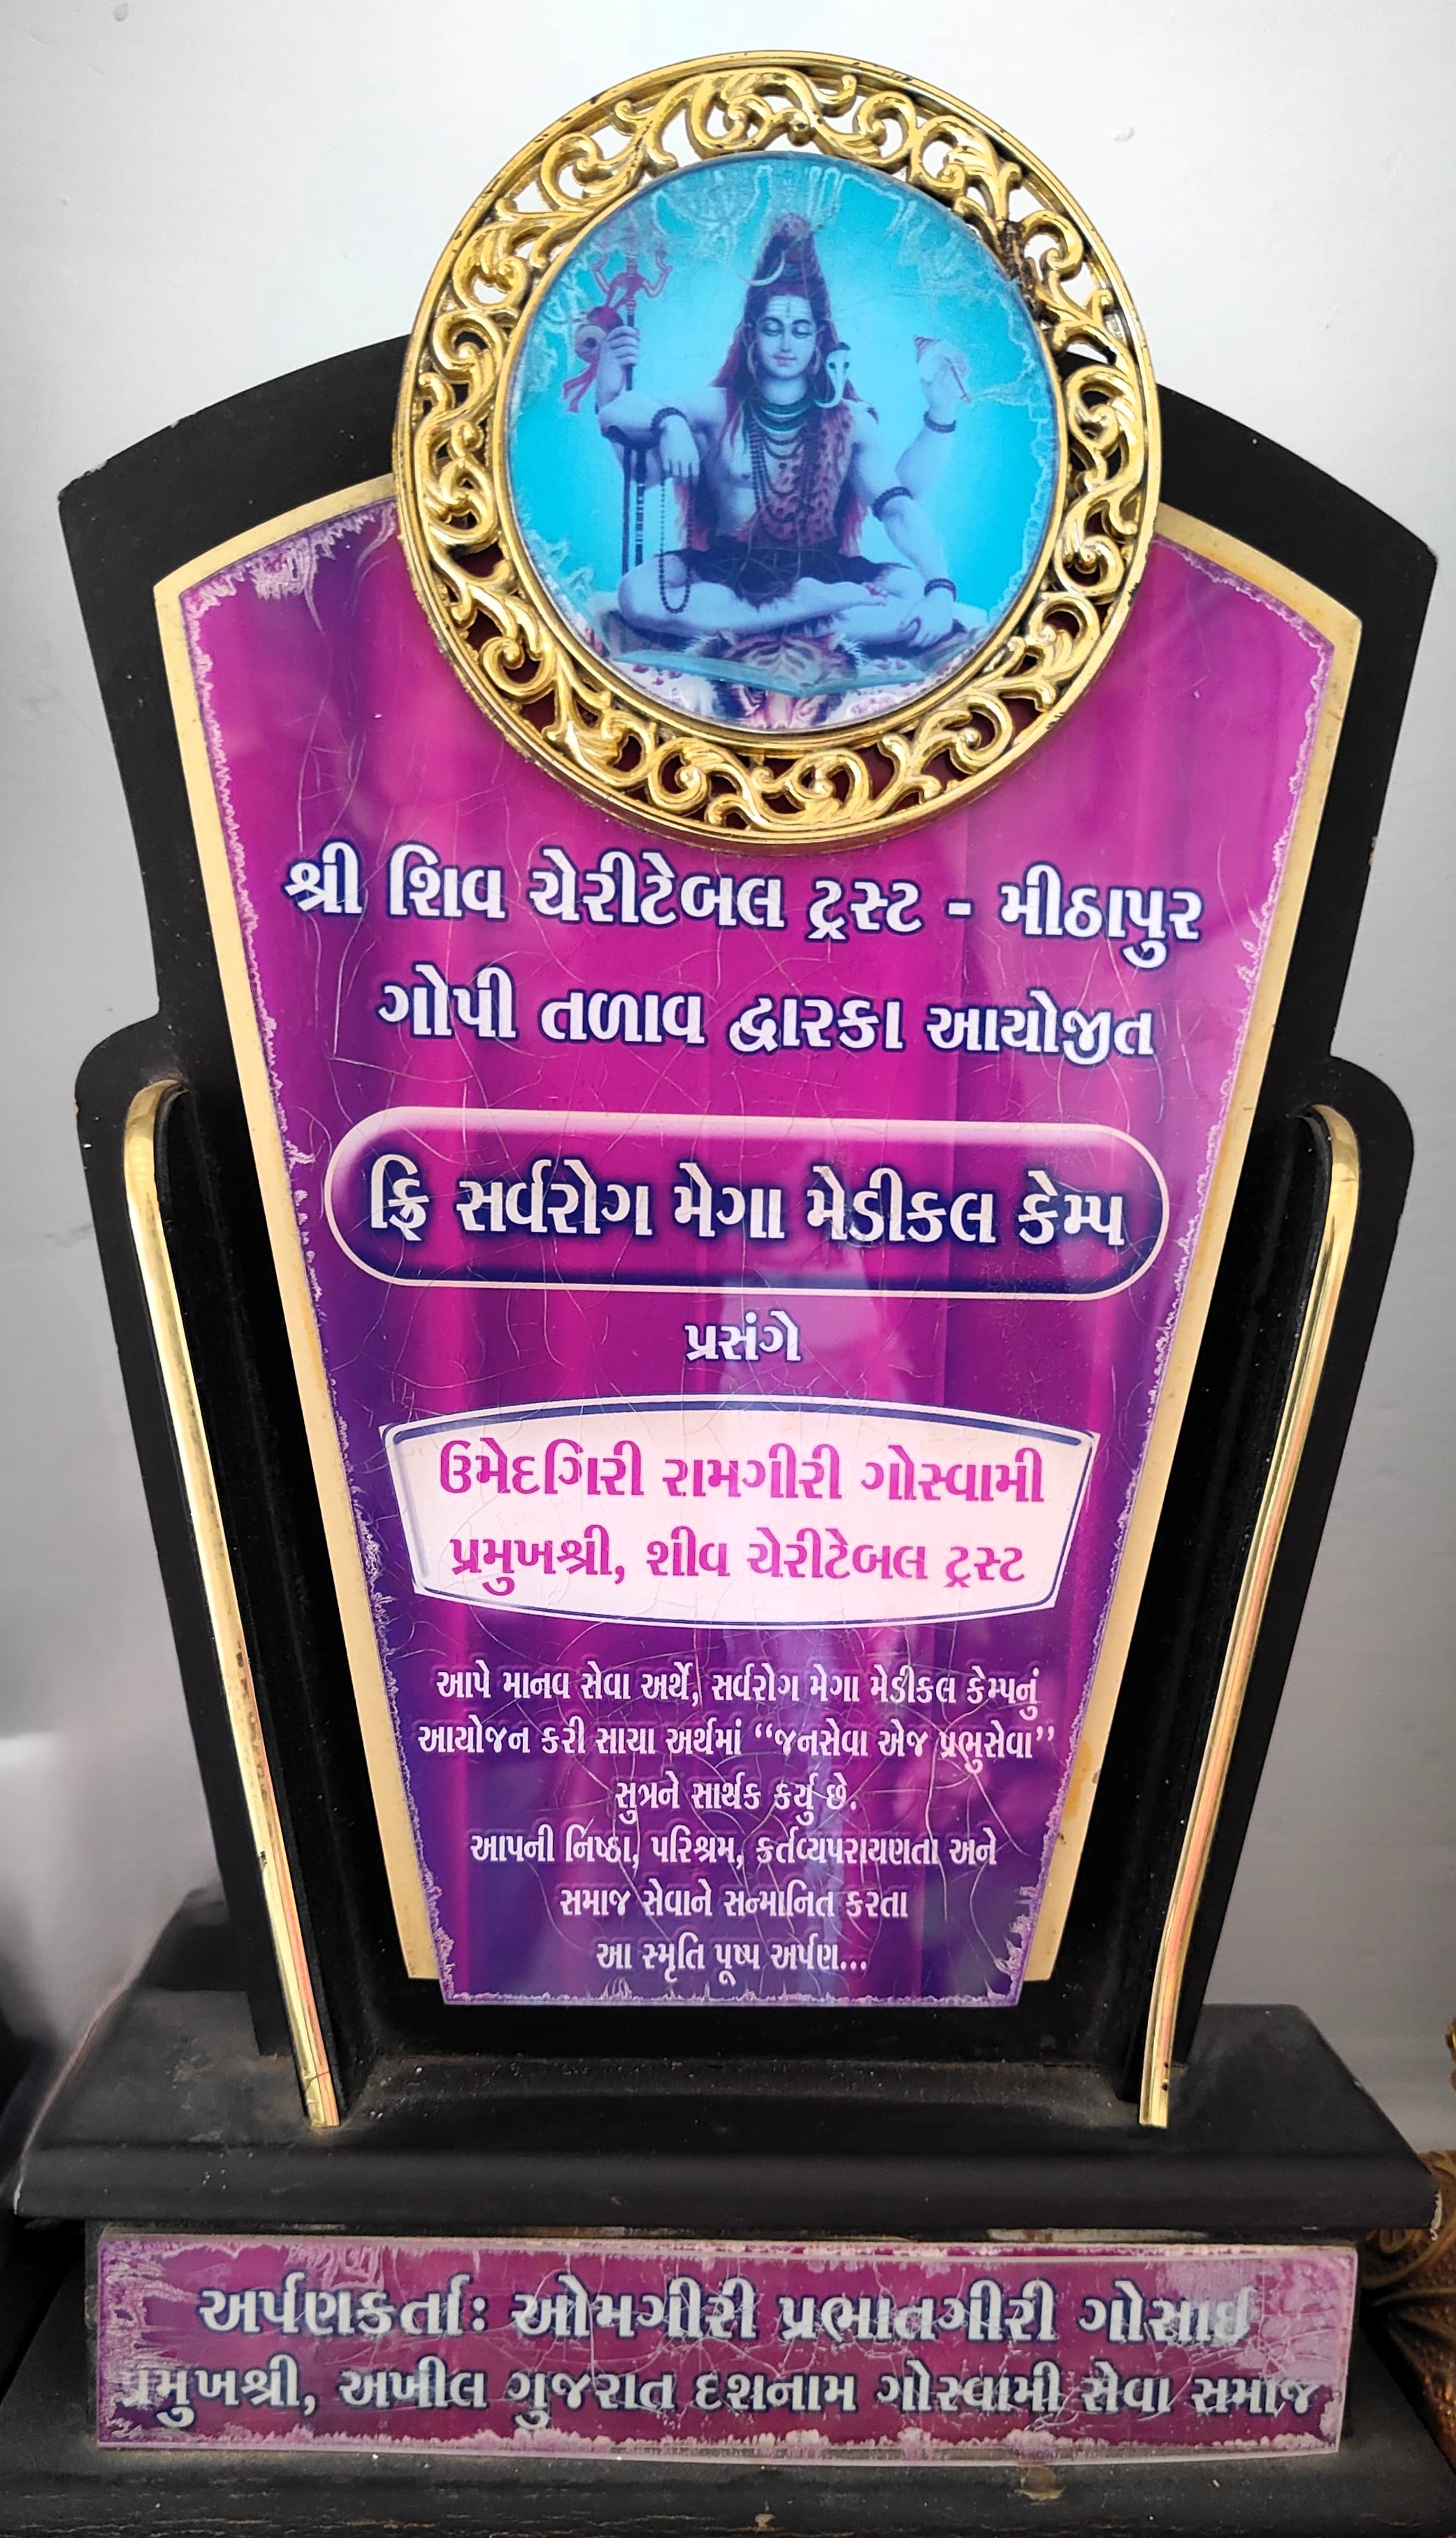 શ્રી શિવ ચેરીટેબલ ટ્રસ્ટ - મીઠાપુર
ગોપી તળાવ દ્વારકા આયોજીત
ફ્રિ સર્વરોગ મેગા મેડીકલ કેમ્પ
પ્રસંગે
ઉમેદગિરી રામગીરી ગોસ્વામી
પ્રમુખશ્રી, શીવ ચેરીટેબલ ટ્રસ્ટ
આપે માનવ સેવા અર્થે, સર્વરોગ મેગા મેડીકલ કેમ્પનું
આયોજન કરી સાચા અર્થમાં “જનસેવા એજ પ્રભુસેવા”
સુત્રને સાર્થક કર્યુ છે.
આપની નિષ્ઠા, પરિશ્રમ, કર્તવ્યપરાયણતા અને
સમાજ સેવાને સન્માનિત કરતા
આ સ્મૃતિ પૂષ્પ અર્પણ...
અર્પણકર્તાઃ ઓમગીરી પ્રભાતગીરી ગોસાઈ
પ્રમુખશ્રી, અખીલ ગુજરાત દશનામ ગોસ્વામી સેવા સમાજ